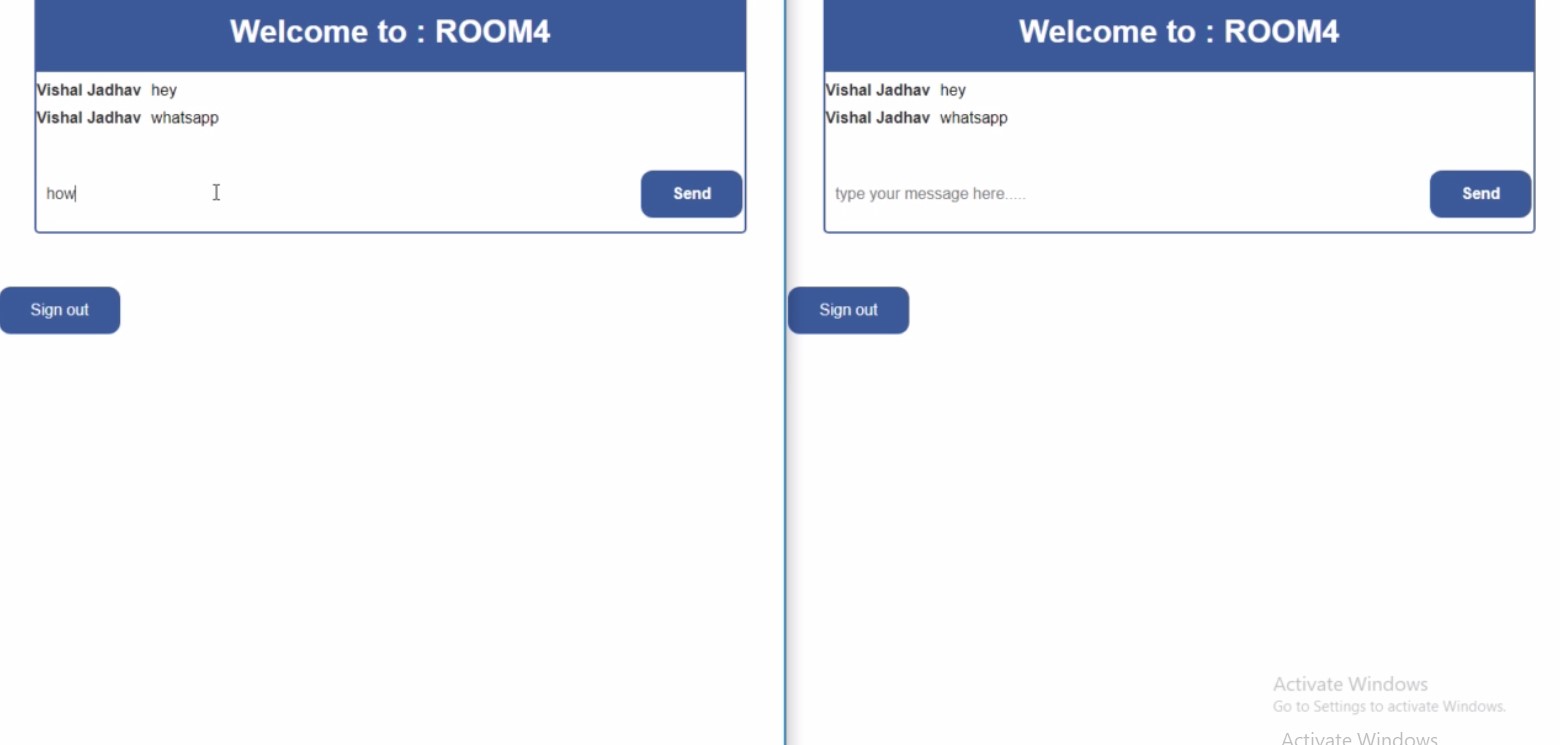 Welcome to : ROOM4
Vishal Jadhav hey
Vishal Jadhav whatsapp
how
Send
Sign out
Welcome to : ROOM4
Vishal Jadhav hey
Vishal Jadhav whatsapp
type your message here.....
Send
Sign out
Activate Windows
Go to Settings to activate Windows.
Activate Windows